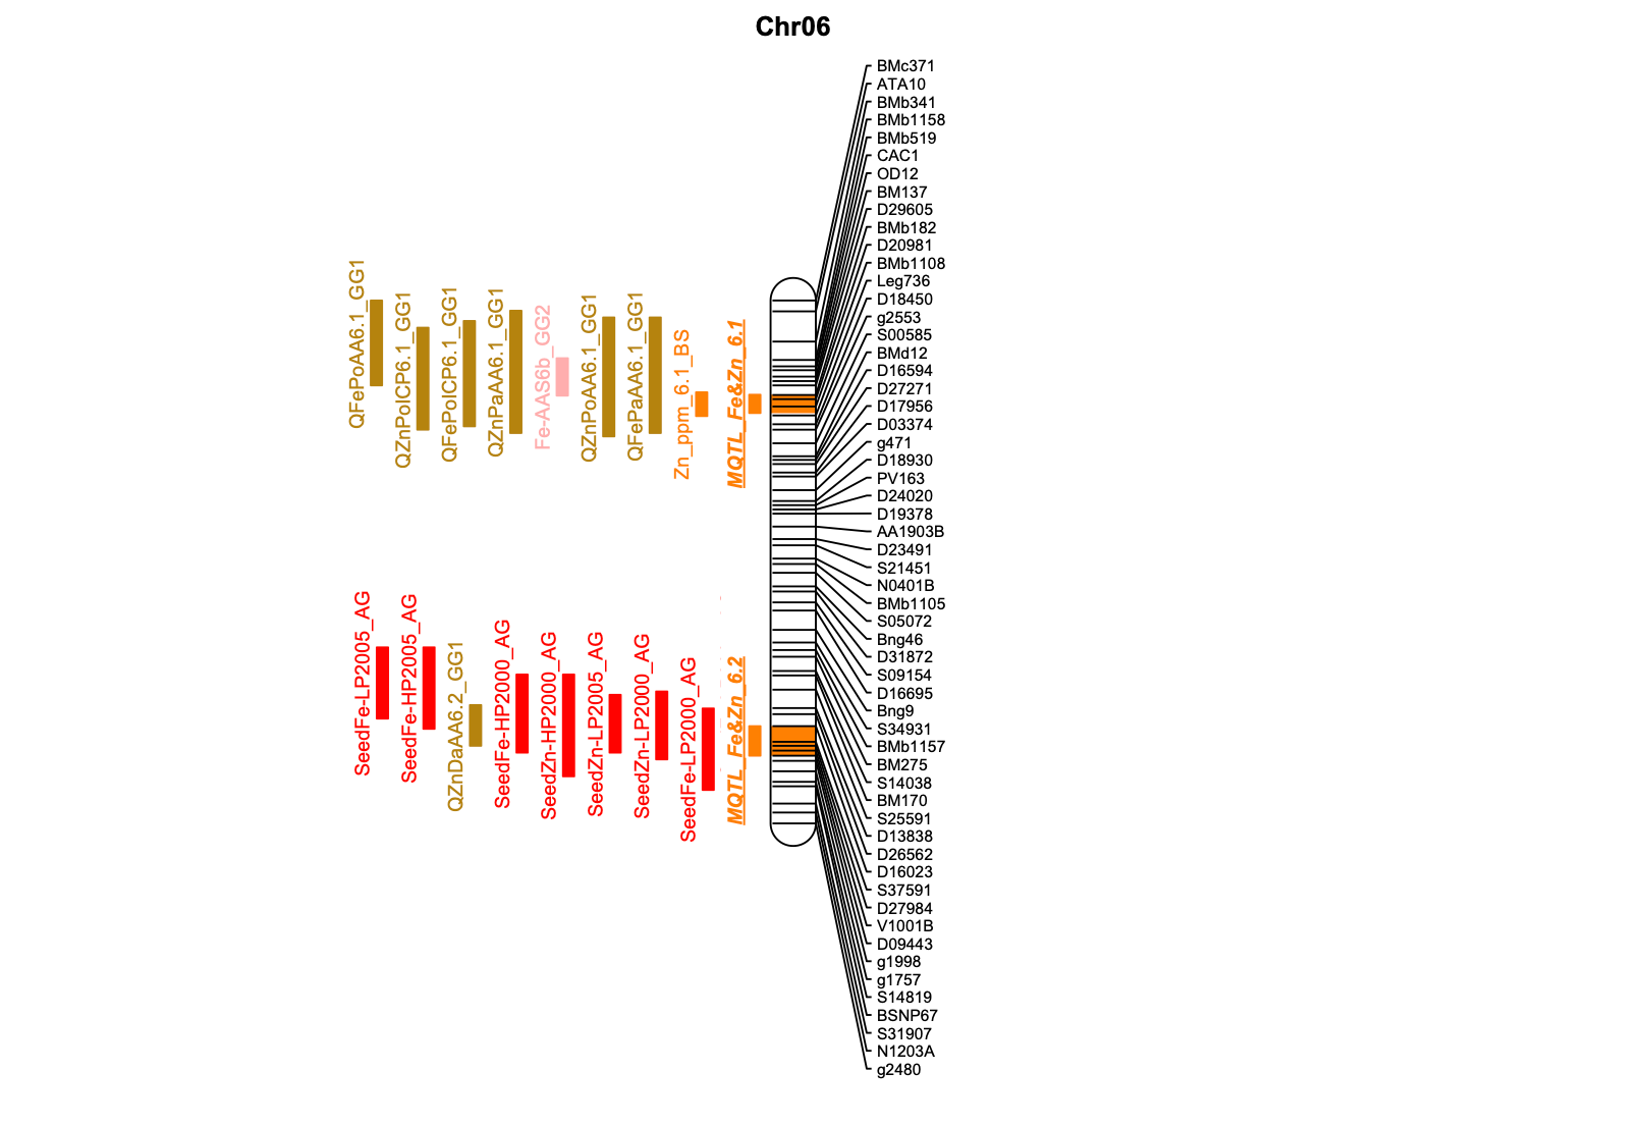 Chr06
QFePoAA6.1_GG1
QZnPoICP6.1_GG1
QFePoICP6.1_GG1
QZnPaAA6.1_GG1
Fe-AAS6b_GG2
QZnPoAA6.1_GG1
QFePaAA6.1_GG1
Zn_ppm_6.1_BS
MQTL_Fe&Zn_6.1
SeedFe-LP2005_AG
SeedFe-HP2005_AG
QZnDaAA6.2_GG1
SeedFe-HP2000_AG
SeedZn-HP2000_AG
SeedZn-LP2005_AG
SeedZn-LP2000_AG
SeedFe-LP2000_AG
MQTL_Fe&Zn_6.2
BMc371
ATA10
BMb341
BMb1158
BMb519
CAC1
OD12
BM137
D29605
BMb182
D20981
BMb1108
Leg736
D18450
g2553
S00585
BMd12
D16594
D27271
D17956
D03374
g471
D18930
PV163
D24020
D19378
AA1903B
D23491
S21451
N0401B
BMb1105
S05072
Bng46
D31872
S09154
D16695
Bng9
S34931
BMb1157
BM275
S14038
BM170
S25591
D13838
D26562
D16023
S37591
D27984
V1001B
D09443
g1998
g1757
S14819
BSNP67
S31907
N1203A
g2480